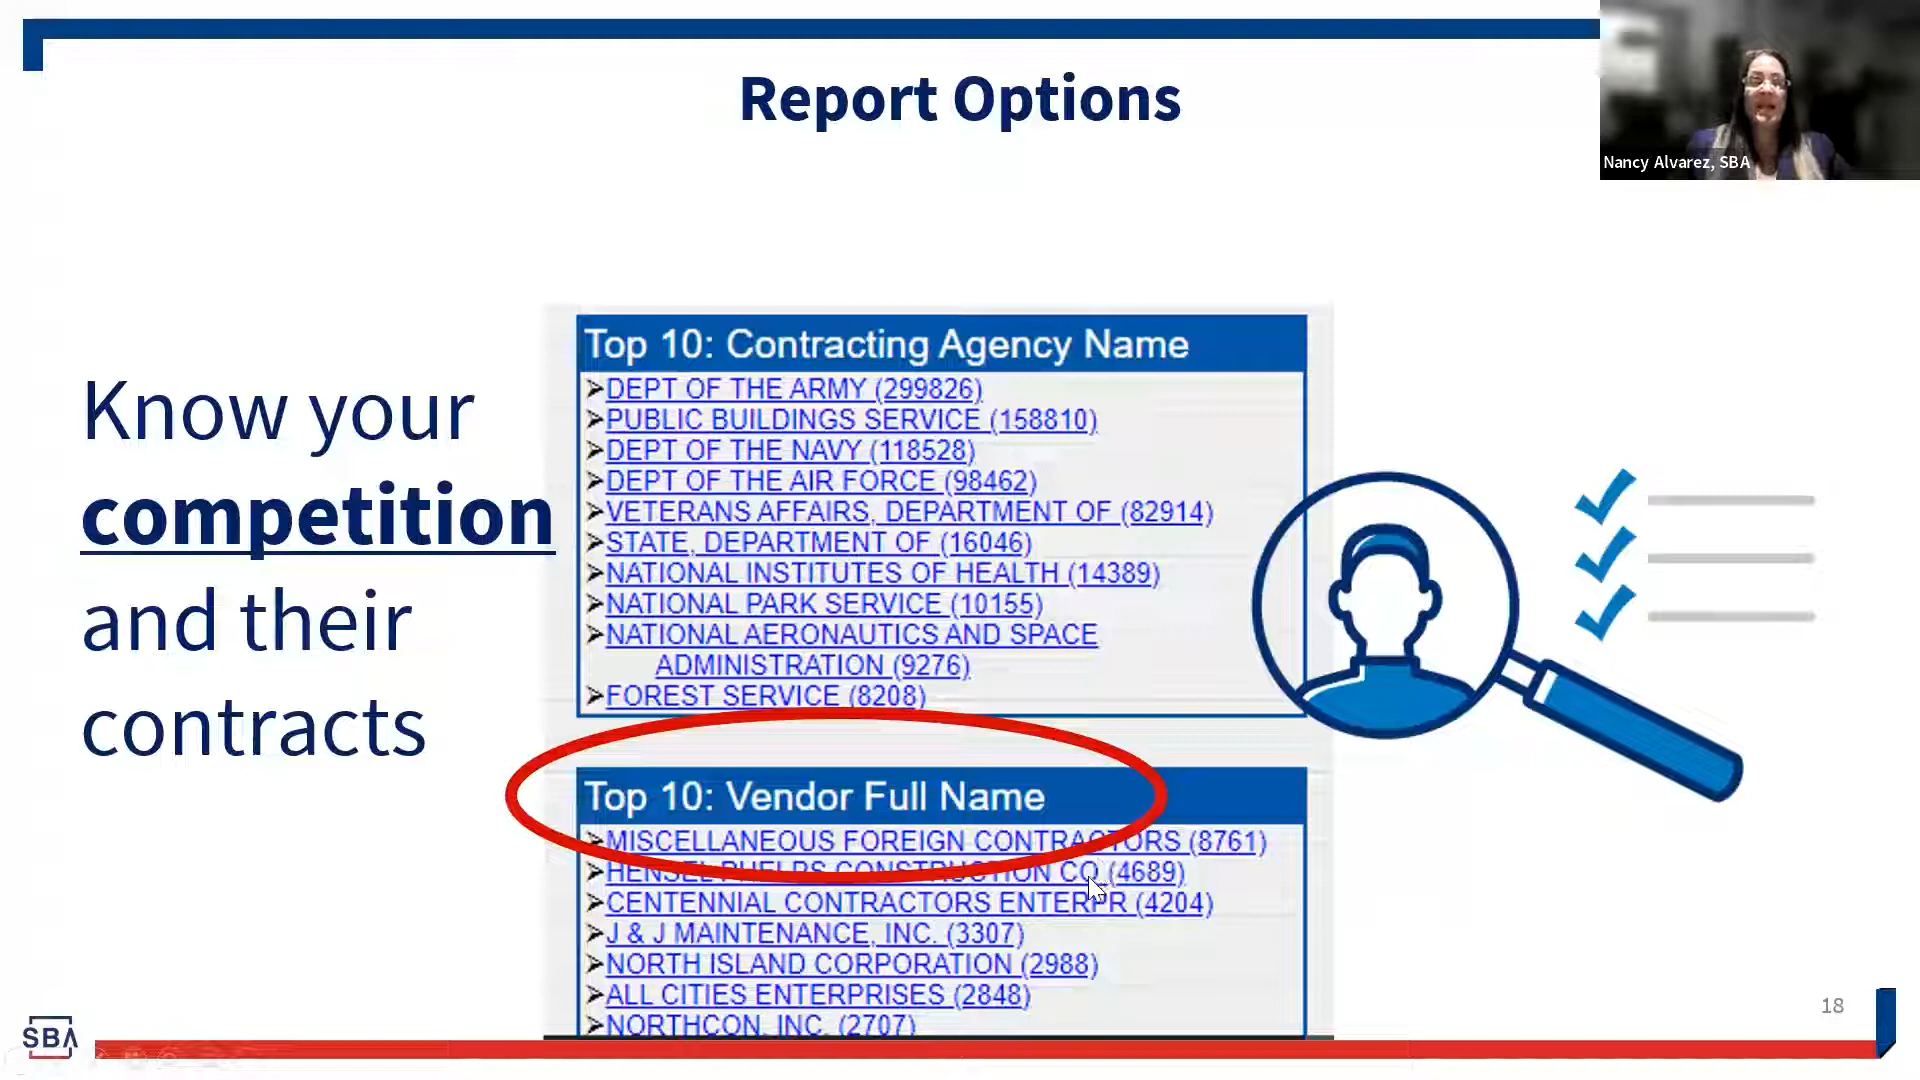 Report Options
Nancy Alvarez, SBA
Know your
competition
and their
contracts
Top 10: Contracting Agency Name
DEPT OF THE ARMY (299826)
PUBLIC BUILDINGS SERVICE (158810)
DEPT OF THE NAVY (118528)
DEPT OF THE AIR FORCE (98462)
VETERANS AFFAIRS, DEPARTMENT OF (82914)
STATE, DEPARTMENT OF (16046)
NATIONAL INSTITUTES OF HEALTH (14389)
NATIONAL PARK SERVICE (10155)
NATIONAL AERONAUTICS AND SPACE
ADMINISTRATION (9276)
FOREST SERVICE (8208)
Top 10: Vendor Full Name
MISCELLANEOUS FOREIGN CONTRACTORS (8761)
HENSEL PHELPS CONSTRUCTION CO (4689)
CENTENNIAL CONTRACTORS ENTERPR (4204)
J & J MAINTENANCE, INC. (3307)
NORTH ISLAND CORPORATION (2988)
ALL CITIES ENTERPRISES (2848)
NORTHCON, INC. (2707)
SBA
18